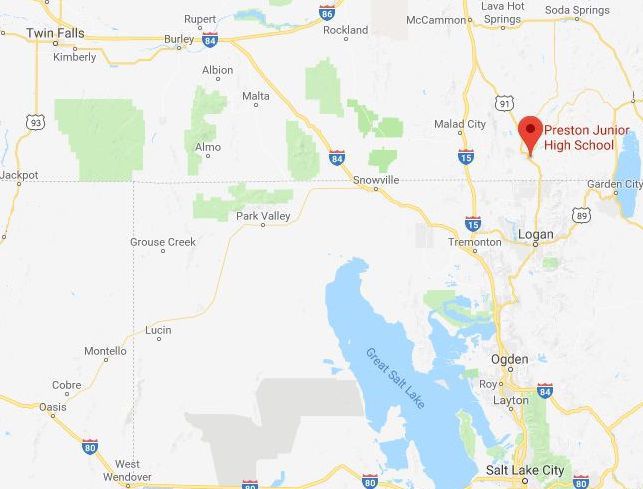 Rupert
86
Rockland
McCammon
Lava Hot
Springs
Soda Springs
Twin Falls
Burley
84
Kimberly
Albion
Malta
91
93
Malad City
Preston Junior
High School
Almo
84
15
Jackpot
Snowville
Garden City
Park Valley
15
89
Logan
Grouse Creek
Tremonton
Lucin
Montello
Great Salt Lake
Ogden
Cobre
Roy
84
Layton
Oasis
80
West
Wendover
Salt Lake City
80
80
80